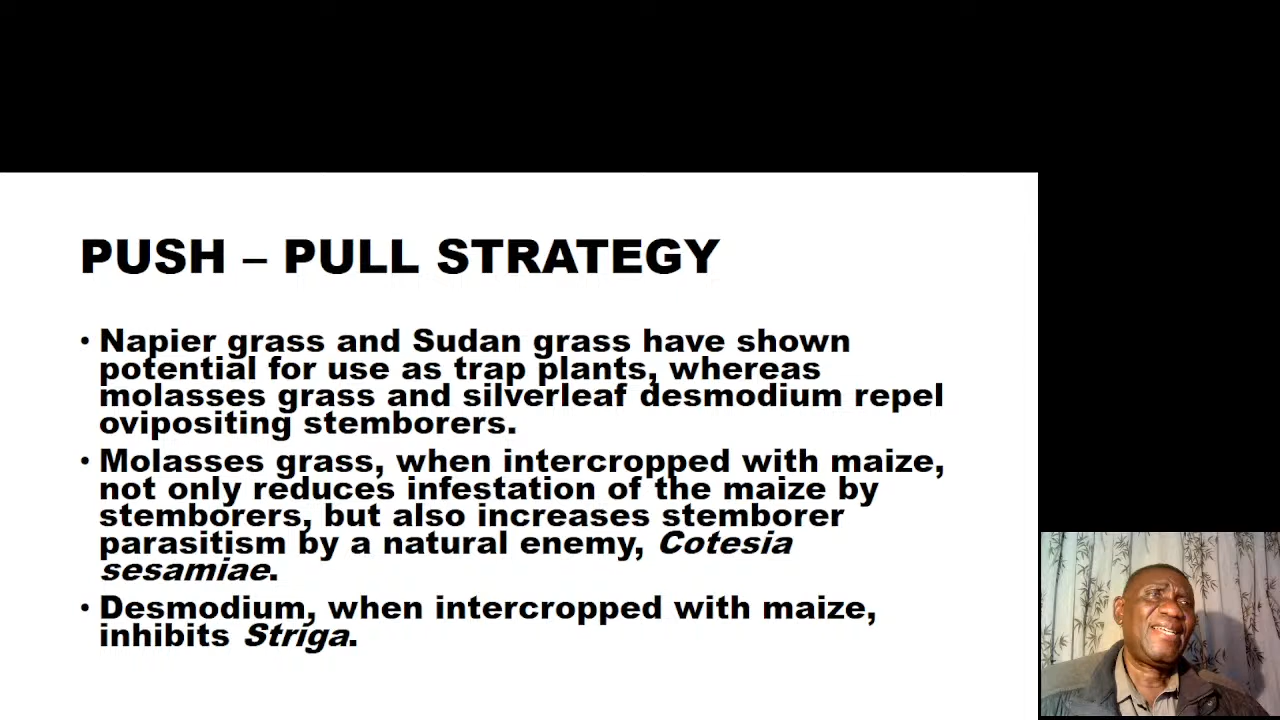 PUSH – PULL STRATEGY
• Napier grass and Sudan grass have shown
potential for use as trap plants, whereas
molasses grass and silverleaf desmodium repel
ovipositing stemborers.
• Molasses grass, when intercropped with maize,
not only reduces infestation of the maize by
stemborers, but also increases stemborer
parasitism by a natural enemy, Cotesia
sesamiae.
• Desmodium, when intercropped with maize,
inhibits Striga.